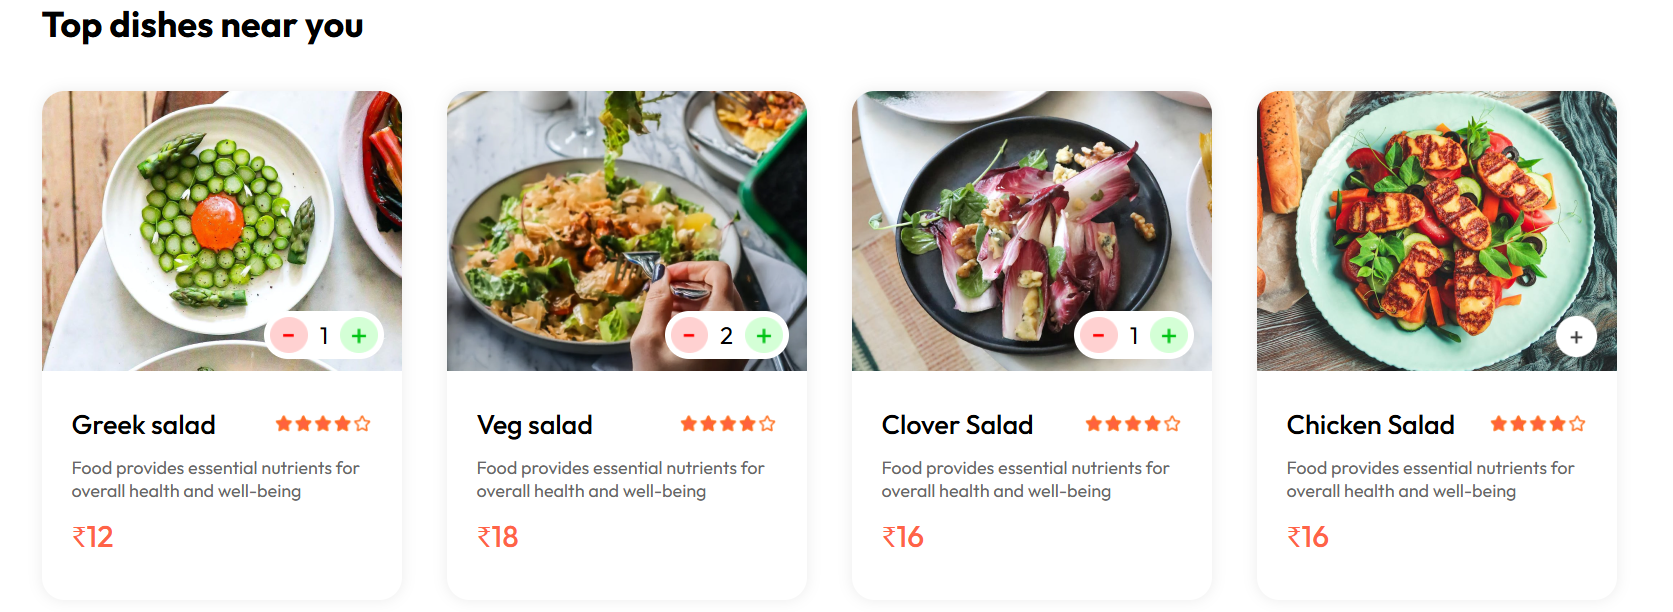 Top dishes near you
1
2
1
Greek salad
Food provides essential nutrients for
overall health and well-being
₹12
Veg salad
Food provides essential nutrients for
overall health and well-being
₹18
Clover Salad
Food provides essential nutrients for
overall health and well-being
₹16
Chicken Salad
Food provides essential nutrients for
overall health and well-being
₹16